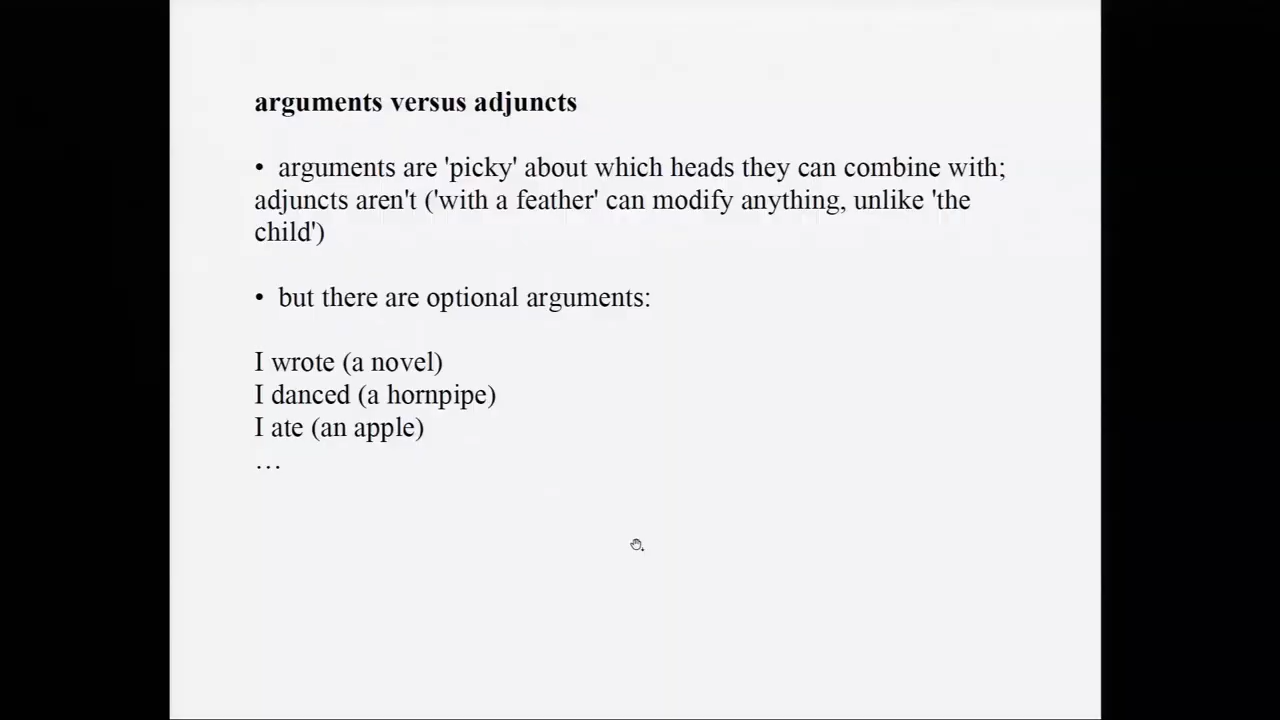 arguments versus adjuncts
• arguments are 'picky' about which heads they can combine with;
adjuncts aren't ('with a feather' can modify anything, unlike 'the
child')
• but there are optional arguments:
I wrote (a novel)
I danced (a hornpipe)
I ate (an apple)
…